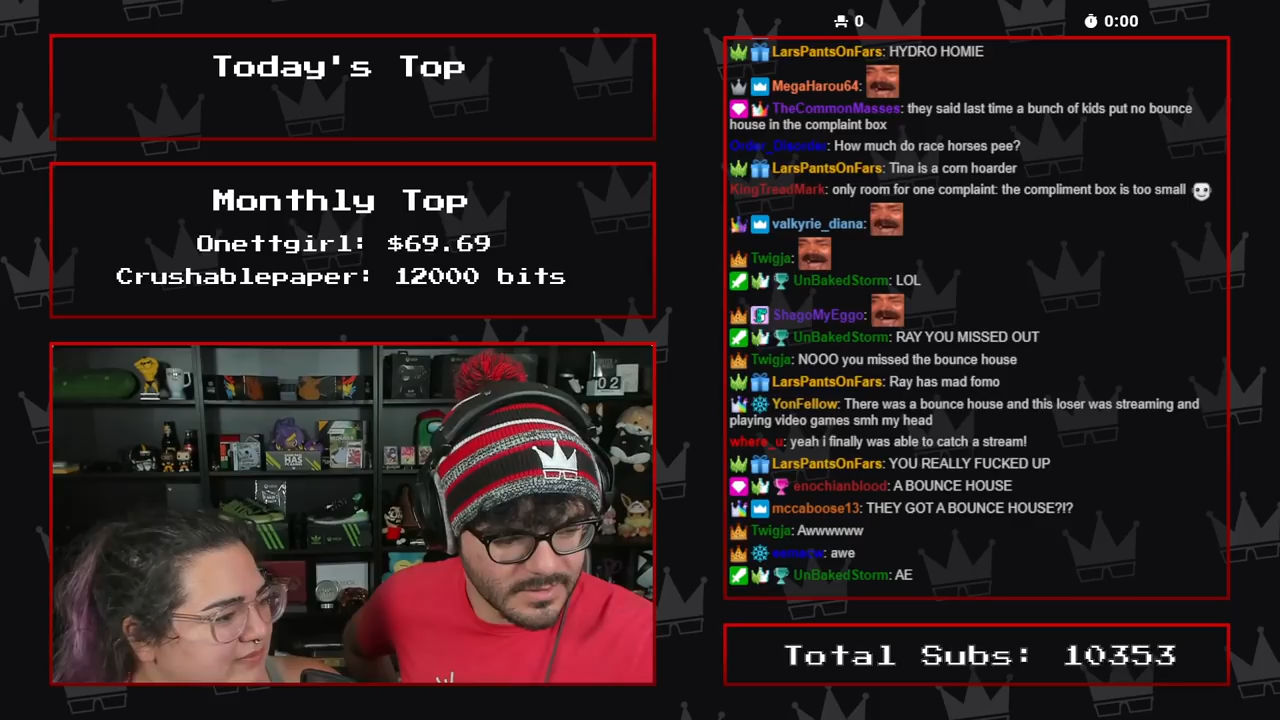 Today's Top
Monthly Top
Onettgirl: $69.69
Crushablepaper: 12000 bits
0
0:00
LarsPantsOnFars: HYDRO HOMIE
MegaHarou64:
TheCommonMasses: they said last time a bunch of kids put no bounce
house in the complaint box
Order_Disorder: How much do race horses pee?
LarsPantsOnFars: Tina is a corn hoarder
KingTreadMark: only room for one complaint: the compliment box is too small
valkyrie_diana:
Twigja:
UnBakedStorm: LOL
ShagoMyEggo:
UnBakedStorm: RAY YOU MISSED OUT
Twigja: NOOO you missed the bounce house
LarsPantsOnFars: Ray has mad fomo
YonFellow: There was a bounce house and this loser was streaming and
playing video games smh my head
where_u: yeah i finally was able to catch a stream!
LarsPantsOnFars: YOU REALLY FUCKED UP
enochianblood: A BOUNCE HOUSE
mccaboose13: THEY GOT A BOUNCE HOUSE?!?
Twigja: Awwwwww
: awe
UnBakedStorm: AE
Total Subs: 10353
02
HAS